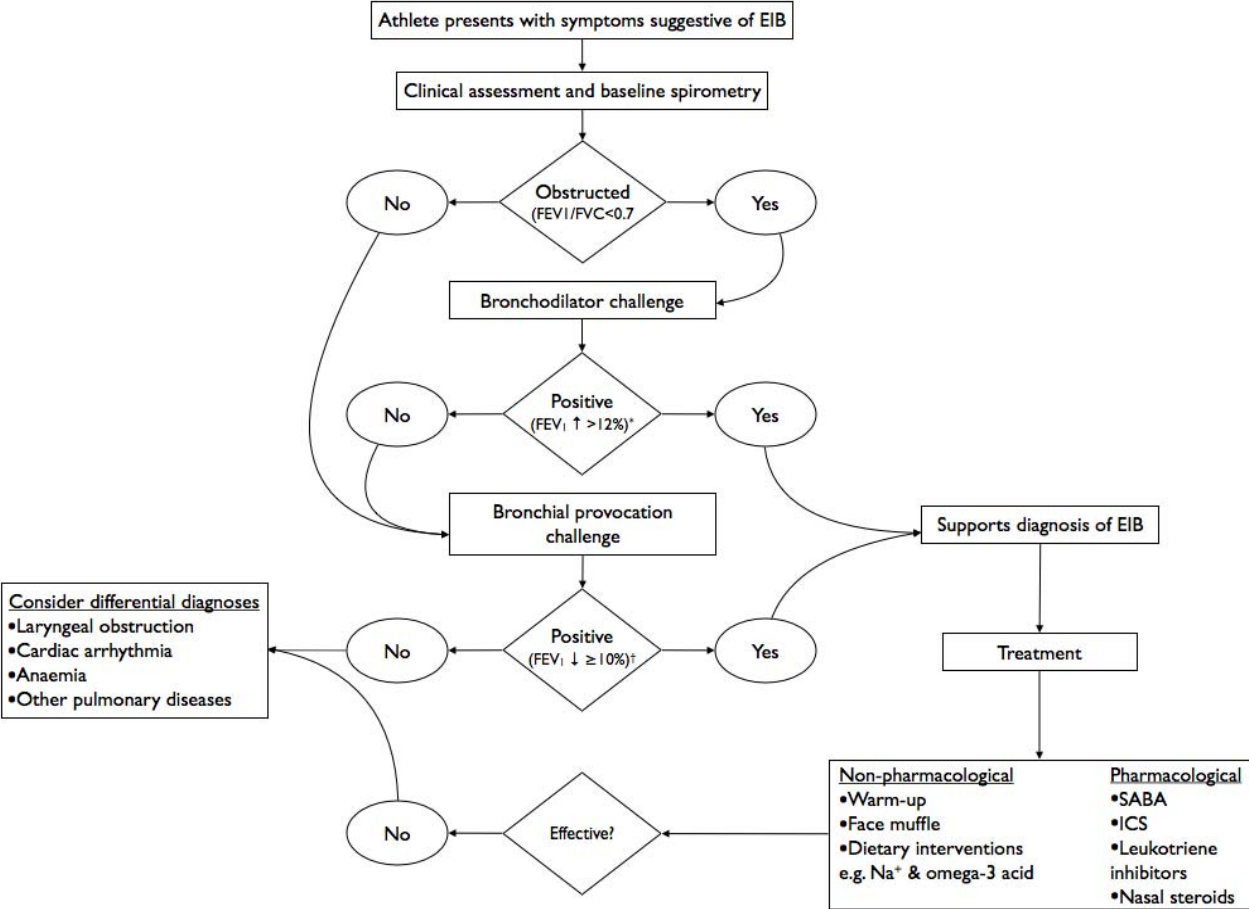 Athlete presents with symptoms suggestive of EIB
Clinical assessment and baseline spirometry
Obstructed
(FEV1/FVC<0.7
No
Yes
Bronchodilator challenge
Positive
(FEV₁ ↑ >12%)*
No
Yes
Bronchial provocation
challenge
Supports diagnosis of EIB
Positive
(FEV₁ ↓ ≥10%)†
No
Yes
Consider differential diagnoses
•Laryngeal obstruction
•Cardiac arrhythmia
•Anaemia
•Other pulmonary diseases
Treatment
Non-pharmacological
•Warm-up
•Face muffle
•Dietary interventions
e.g. Na⁺ & omega-3 acid
Pharmacological
•SABA
•ICS
•Leukotriene
inhibitors
•Nasal steroids
Effective?
No